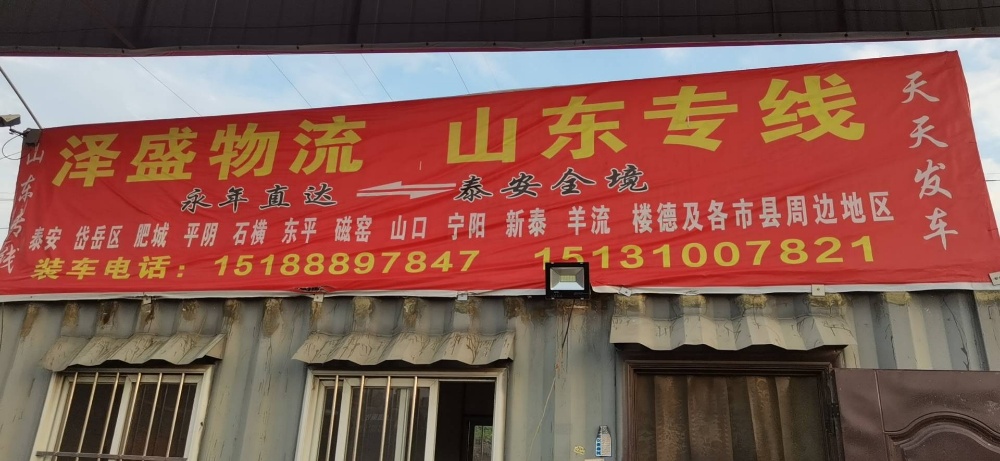 山东专线
泽盛物流 山东专线
永年直达 泰安全境
泰安 岱岳区 肥城 平阴 石横 东平 磁窑 山口 宁阳 新泰 羊流 楼德及各市县周边地区
装车电话：15188897847 15131007821
天天发车